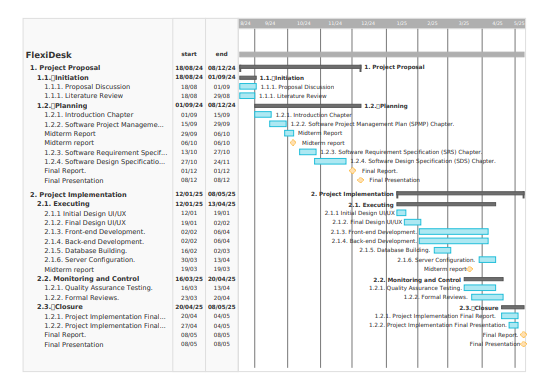 8/24 9/24 10/24 11/24 12/24 1/25 2/25 3/25 4/25 5/25
FlexiDesk start end
1. Project Proposal 18/08/24 08/12/24 1. Project Proposal
1.1.▯Initiation 18/08/24 01/09/24 1.1.▯Initiation
1.1.1. Proposal Discussion 18/08 01/09 1.1.1. Proposal Discussion
1.1.1. Literature Review 18/08 29/08 1.1.1. Literature Review
1.2.▯Planning 01/09/24 08/12/24 1.2.▯Planning
1.2.1. Introduction Chapter 01/09 15/09 1.2.1. Introduction Chapter
1.2.2. Software Project Manageme... 15/09 29/09 1.2.2. Software Project Management Plan (SPMP) Chapter.
Midterm Report 29/09 06/10 Midterm Report
Midterm report 06/10 06/10 Midterm report
1.2.3. Software Requirement Specif... 13/10 27/10 1.2.3. Software Requirement Specification (SRS) Chapter.
1.2.4. Software Design Specificatio... 27/10 24/11 1.2.4. Software Design Specification (SDS) Chapter.
Final Report. 01/12 01/12 Final Report.
Final Presentation 08/12 08/12 Final Presentation
2. Project Implementation 12/01/25 08/05/25 2. Project Implementation
2.1. Executing 12/01/25 13/04/25 2.1. Executing
2.1.1 Initial Design UI/UX 12/01 19/01 2.1.1 Initial Design UI/UX
2.1.2. Final Design UI/UX 19/01 02/02 2.1.2. Final Design UI/UX
2.1.3. Front-end Development. 02/02 06/04 2.1.3. Front-end Development.
2.1.4. Back-end Development. 02/02 06/04 2.1.4. Back-end Development.
2.1.5. Database Building. 16/02 02/03 2.1.5. Database Building.
2.1.6. Server Configuration. 30/03 13/04 2.1.6. Server Configuration.
Midterm report 19/03 19/03 Midterm report
2.2. Monitoring and Control 16/03/25 20/04/25 2.2. Monitoring and Control
1.2.1. Quality Assurance Testing. 16/03 13/04 1.2.1. Quality Assurance Testing.
1.2.2. Formal Reviews. 23/03 20/04 1.2.2. Formal Reviews.
2.3.▯Closure 20/04/25 08/05/25 2.3.▯Closure
1.2.1. Project Implementation Final... 20/04 04/05 1.2.1. Project Implementation Final Report.
1.2.2. Project Implementation Final... 27/04 04/05 1.2.2. Project Implementation Final Presentation.
Final Report. 08/05 08/05 Final Report.
Final Presentation 08/05 08/05 Final Presentation